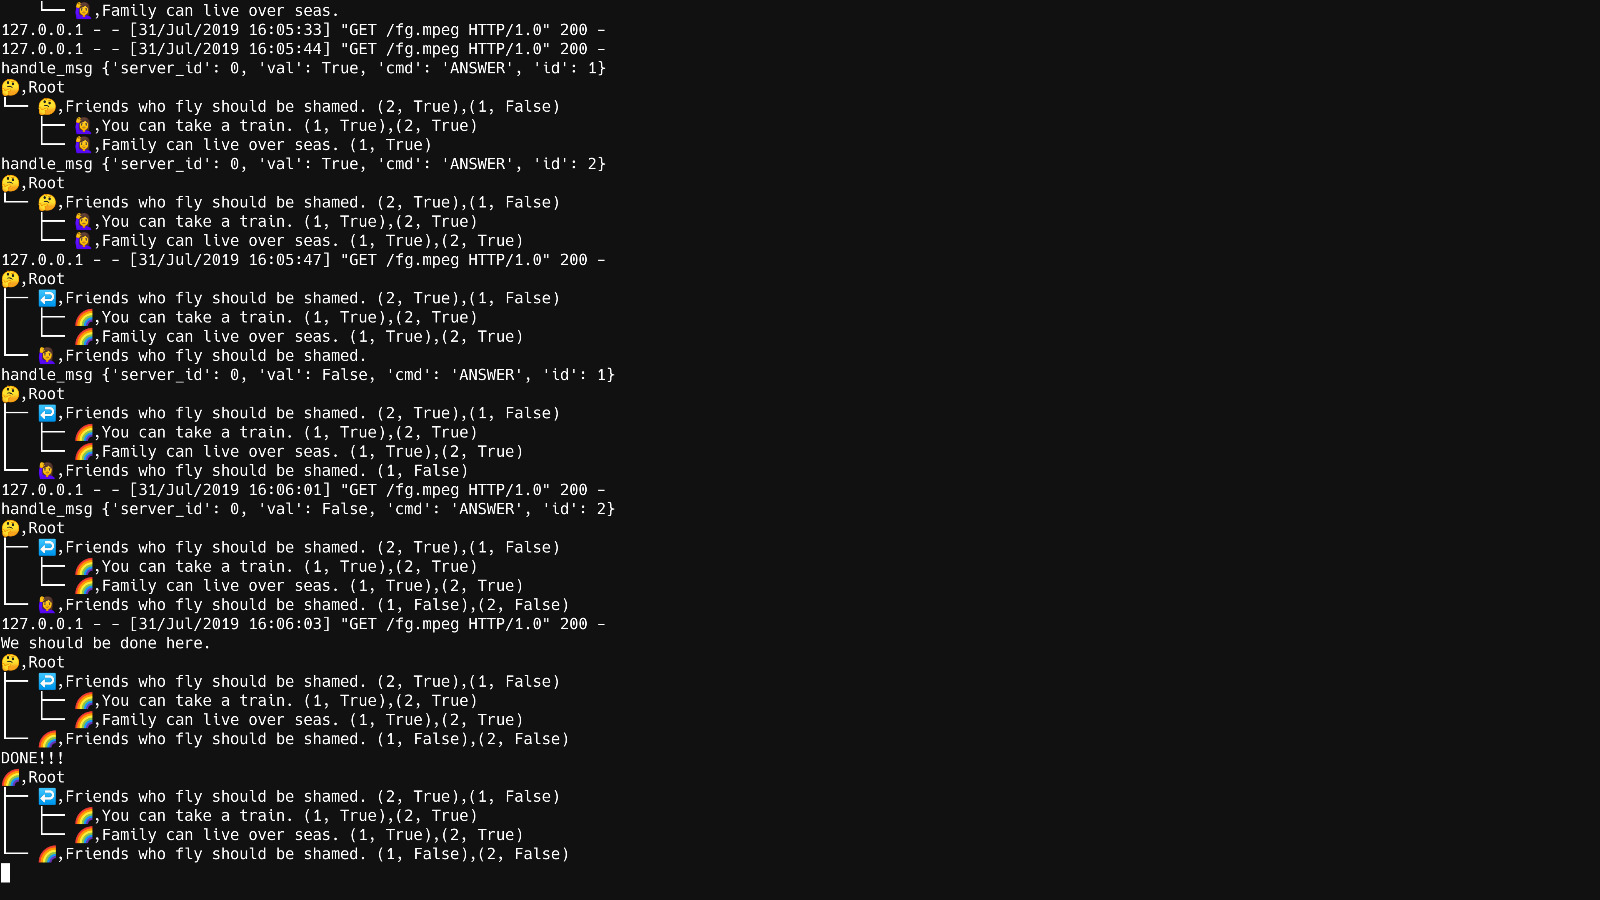 └── 🙋‍♀️,Family can live over seas.
127.0.0.1 - - [31/Jul/2019 16:05:33] "GET /fg.mpeg HTTP/1.0" 200 -
127.0.0.1 - - [31/Jul/2019 16:05:44] "GET /fg.mpeg HTTP/1.0" 200 -
handle_msg {'server_id': 0, 'val': True, 'cmd': 'ANSWER', 'id': 1}
🤔,Root
└── 🤔,Friends who fly should be shamed. (2, True),(1, False)
    ├── 🙋‍♀️,You can take a train. (1, True),(2, True)
    └── 🙋‍♀️,Family can live over seas. (1, True)
handle_msg {'server_id': 0, 'val': True, 'cmd': 'ANSWER', 'id': 2}
🤔,Root
└── 🤔,Friends who fly should be shamed. (2, True),(1, False)
    ├── 🙋‍♀️,You can take a train. (1, True),(2, True)
    └── 🙋‍♀️,Family can live over seas. (1, True),(2, True)
127.0.0.1 - - [31/Jul/2019 16:05:47] "GET /fg.mpeg HTTP/1.0" 200 -
🤔,Root
├── ↩️,Friends who fly should be shamed. (2, True),(1, False)
│   ├── 🌈,You can take a train. (1, True),(2, True)
│   └── 🌈,Family can live over seas. (1, True),(2, True)
└── 🙋‍♀️,Friends who fly should be shamed.
handle_msg {'server_id': 0, 'val': False, 'cmd': 'ANSWER', 'id': 1}
🤔,Root
├── ↩️,Friends who fly should be shamed. (2, True),(1, False)
│   ├── 🌈,You can take a train. (1, True),(2, True)
│   └── 🌈,Family can live over seas. (1, True),(2, True)
└── 🙋‍♀️,Friends who fly should be shamed. (1, False)
127.0.0.1 - - [31/Jul/2019 16:06:01] "GET /fg.mpeg HTTP/1.0" 200 -
handle_msg {'server_id': 0, 'val': False, 'cmd': 'ANSWER', 'id': 2}
🤔,Root
├── ↩️,Friends who fly should be shamed. (2, True),(1, False)
│   ├── 🌈,You can take a train. (1, True),(2, True)
│   └── 🌈,Family can live over seas. (1, True),(2, True)
└── 🙋‍♀️,Friends who fly should be shamed. (1, False),(2, False)
127.0.0.1 - - [31/Jul/2019 16:06:03] "GET /fg.mpeg HTTP/1.0" 200 -
We should be done here.
🤔,Root
├── ↩️,Friends who fly should be shamed. (2, True),(1, False)
│   ├── 🌈,You can take a train. (1, True),(2, True)
│   └── 🌈,Family can live over seas. (1, True),(2, True)
└── 🌈,Friends who fly should be shamed. (1, False),(2, False)
DONE!!!
🌈,Root
├── ↩️,Friends who fly should be shamed. (2, True),(1, False)
│   ├── 🌈,You can take a train. (1, True),(2, True)
│   └── 🌈,Family can live over seas. (1, True),(2, True)
└── 🌈,Friends who fly should be shamed. (1, False),(2, False)